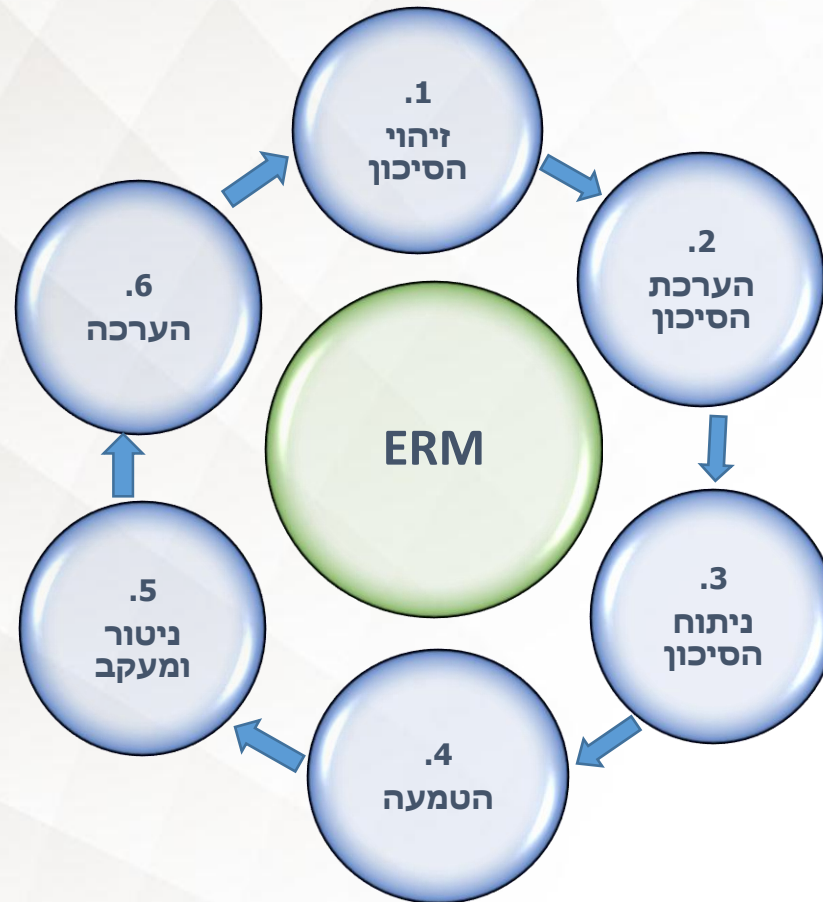 1.
זיהוי
הסיכון
2.
הערכת
הסיכון
3.
ניתוח
הסיכון
4.
הטמעה
5.
ניטור
ומעקב
6.
הערכה
ERM